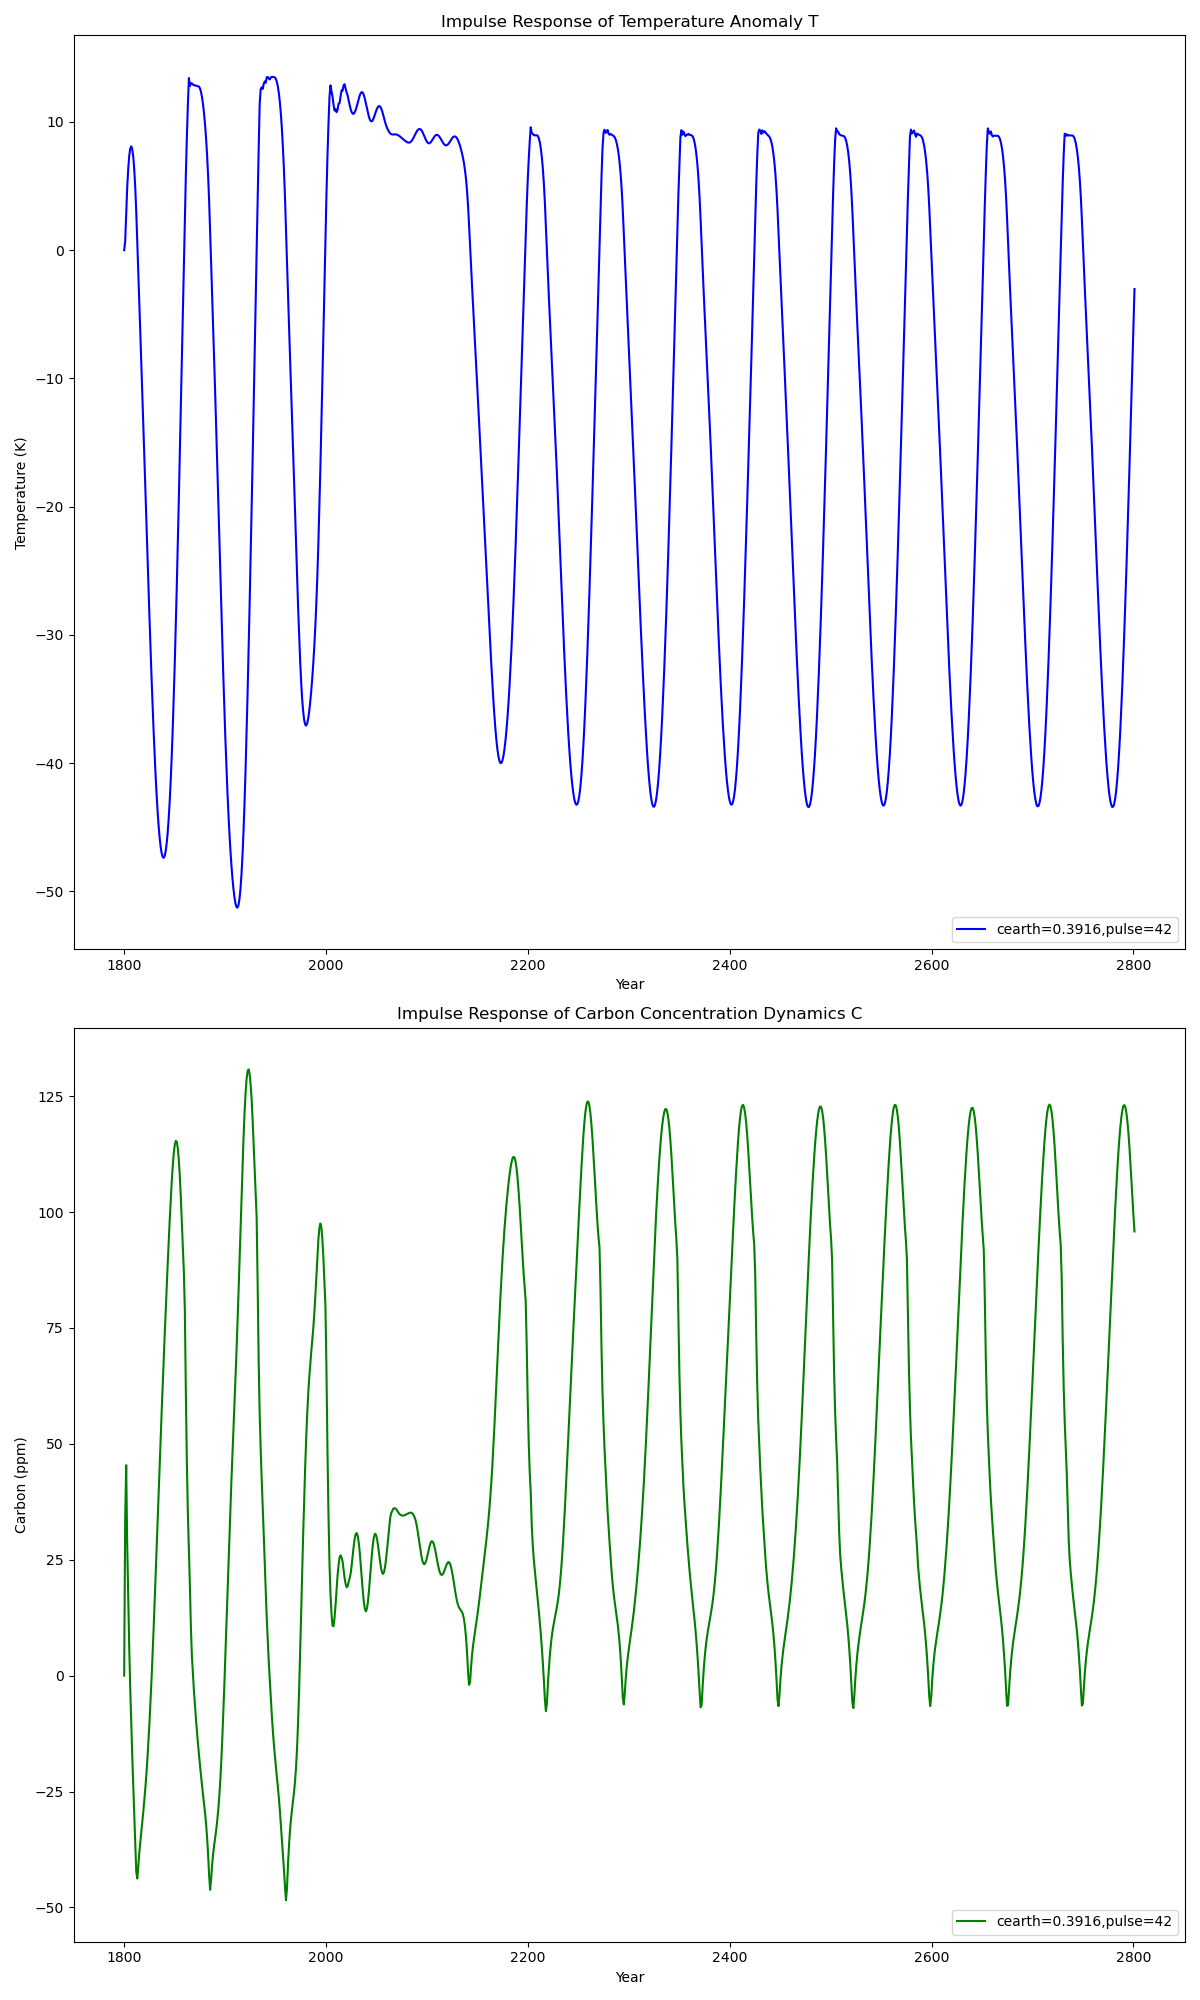 Impulse Response of Temperature Anomaly T
Temperature (K)
10
0
−10
−20
−30
−40
−50
cearth=0.3916,pulse=42
1800 2000 2200 2400 2600 2800
Year
Impulse Response of Carbon Concentration Dynamics C
Carbon (ppm)
125
100
75
50
25
0
−25
−50
cearth=0.3916,pulse=42
1800 2000 2200 2400 2600 2800
Year